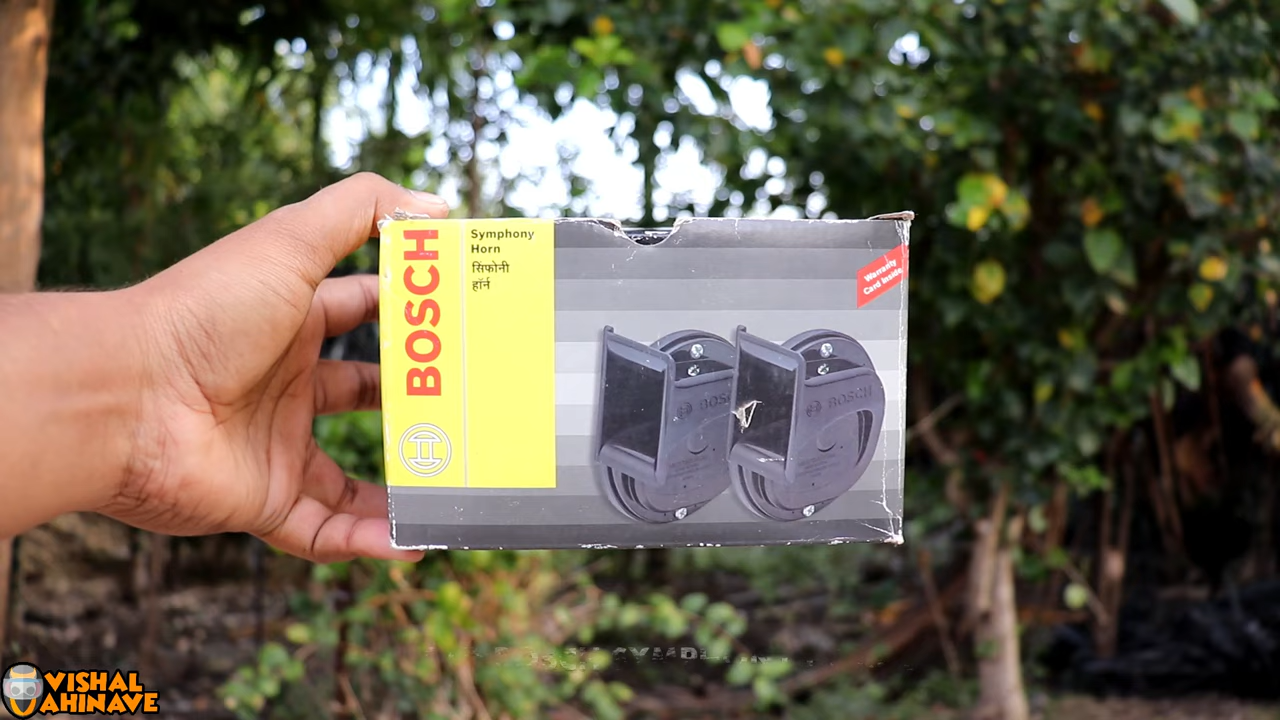 BOSCH
Symphony
Horn
सिंफोनी
हॉर्न
Warranty
Card Inside
BOSCH
BOSCH
VISHAL
AHINAVE